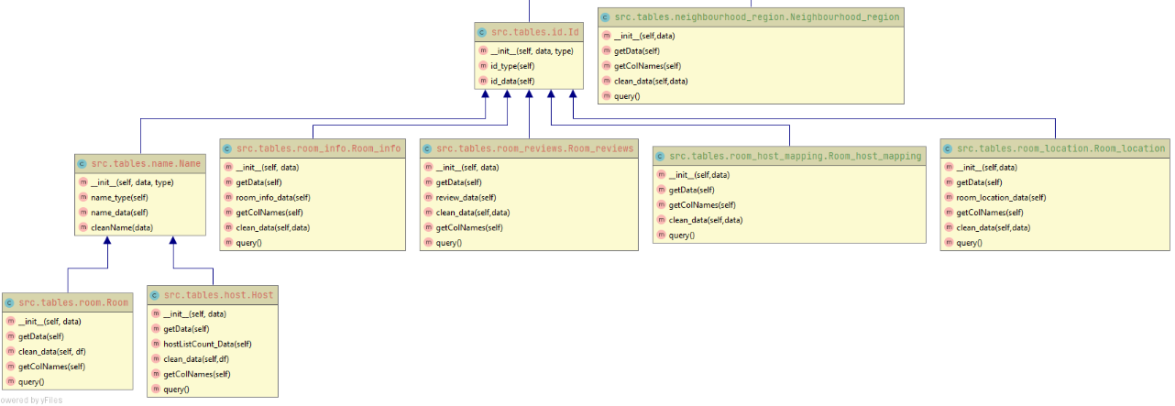 src.tables.neighbourhood_region.Neighbourhood_region
__init__(self,data)
getData(self)
getColNames(self)
clean_data(self,data)
query()
src.tables.id.Id
__init__(self, data, type)
id_type(self)
id_data(self)
src.tables.name.Name
__init__(self, data, type)
name_type(self)
name_data(self)
cleanName(data)
src.tables.room_info.Room_info
__init__(self, data)
getData(self)
room_info_data(self)
getColNames(self)
clean_data(self,data)
query()
src.tables.room_reviews.Room_reviews
__init__(self, data)
getData(self)
review_data(self)
clean_data(self,data)
getColNames(self)
query()
src.tables.room_host_mapping.Room_host_mapping
__init__(self,data)
getData(self)
getColNames(self)
clean_data(self,data)
query()
src.tables.room_location.Room_location
__init__(self,data)
getData(self)
room_location_data(self)
getColNames(self)
clean_data(self,data)
query()
src.tables.room.Room
__init__(self, data)
getData(self)
clean_data(self, df)
getColNames(self)
query()
src.tables.host.Host
__init__(self, data)
getData(self)
hostListCount_Data(self)
clean_data(self,df)
getColNames(self)
query()
owered by yFiles